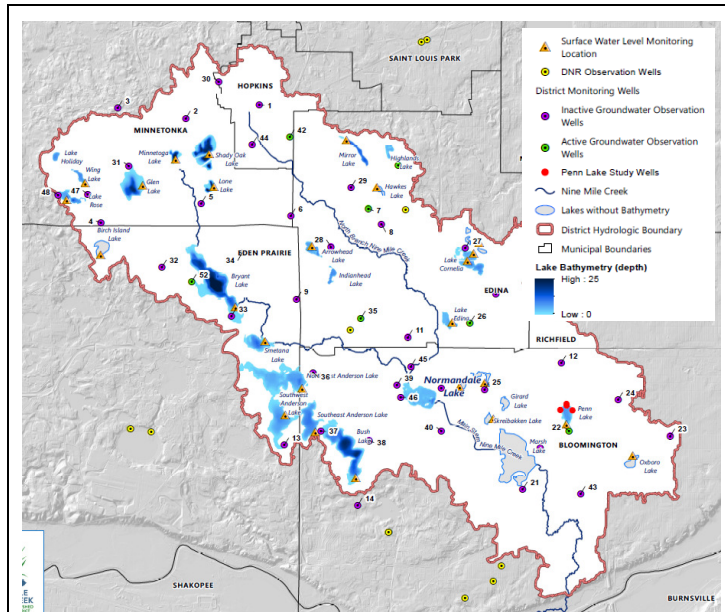 SAINT LOUIS PARK
HOPKINS
MINNETONKA
30
1
3
2
44
42
Lake
Holiday
Wing
Lake
31
Minnetoga
Lake
Shady Oak
Lake
Mirror
Lake
Highlands
Lake
48
47
Lake
Rose
Glen
Lake
Lone
Lake
5
29
Hawkes
Lake
7
8
4
6
Birch Island
Lake
North Branch Nine Mile Creek
32
34
EDEN PRAIRIE
28
Arrowhead
Lake
27
Lake
Cornelia
52
Bryant
Lake
Indianhead
Lake
9
EDINA
33
35
11
Lake
Edina
26
Smetana
Lake
RICHFIELD
45
12
36
Northwest Anderson Lake
39
Normandale
Lake
25
Southwest
Anderson
Lake
46
Girard
Lake
24
Southeast Anderson Lake
Skreibakken Lake
Penn
Lake
22
13
37
Bush
Lake
38
40
Main Stem Nine Mile Creek
Marsh
Lake
BLOOMINGTON
23
Oxboro
Lake
14
21
43
SHAKOPEE
BURNSVILLE
Surface Water Level Monitoring
Location
DNR Observation Wells
District Monitoring Wells
Inactive Groundwater Observation
Wells
Active Groundwater Observation
Wells
Penn Lake Study Wells
Nine Mile Creek
Lakes without Bathymetry
District Hydrologic Boundary
Municipal Boundaries
Lake Bathymetry (depth)
High : 25
Low : 0